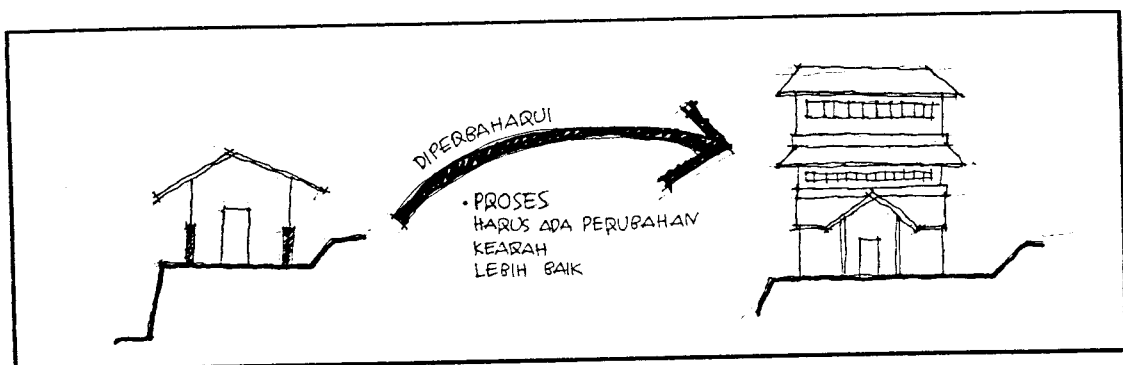 DIPERBAHARUI
• PROSES
HARUS ADA PERUBAHAN
KEARAH
LEBIH BAIK